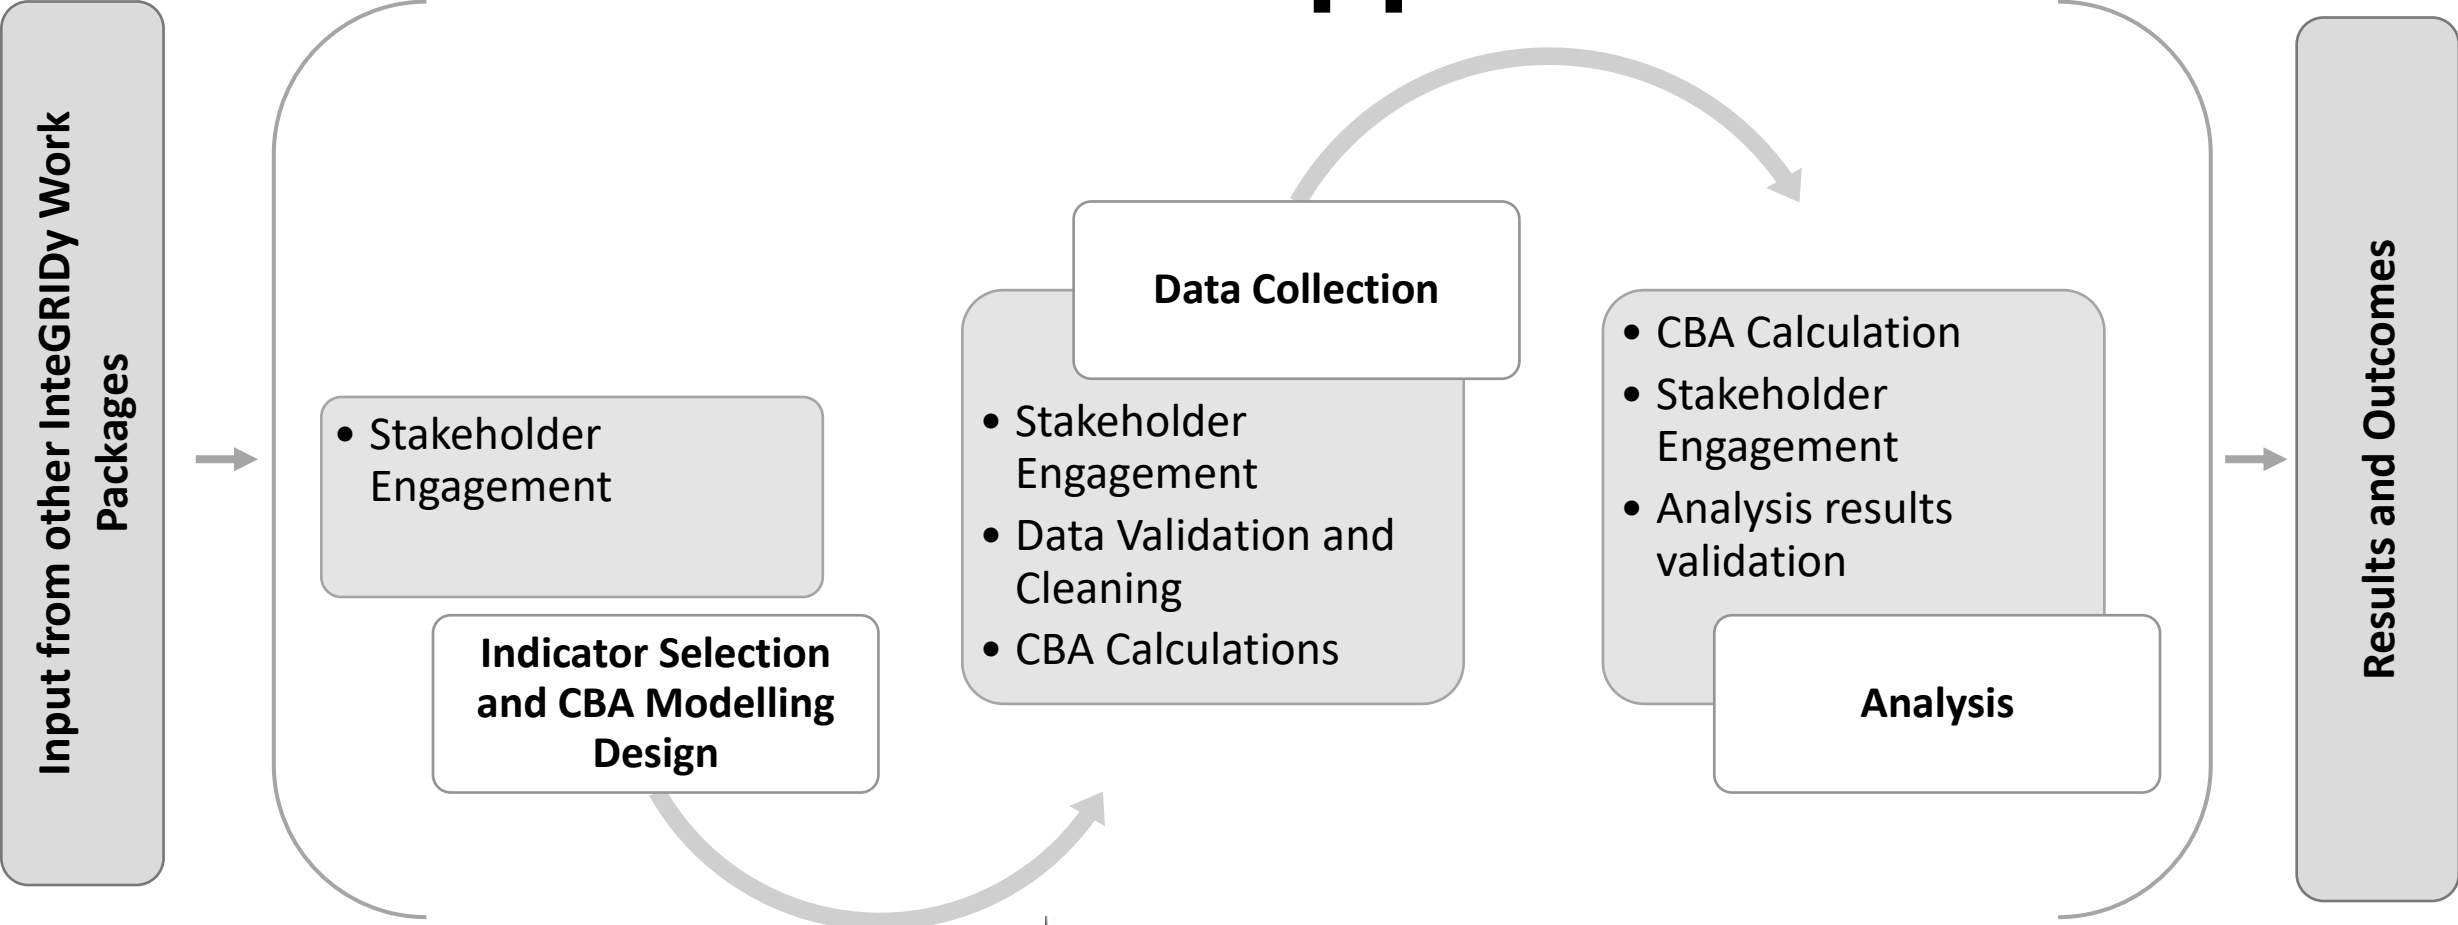 Input from other InteGRIDy Work
Packages
• Stakeholder
Engagement
Indicator Selection
and CBA Modelling
Design
Data Collection
• Stakeholder
Engagement
• Data Validation and
Cleaning
• CBA Calculations
• CBA Calculation
• Stakeholder
Engagement
• Analysis results
validation
Analysis
Results and Outcomes